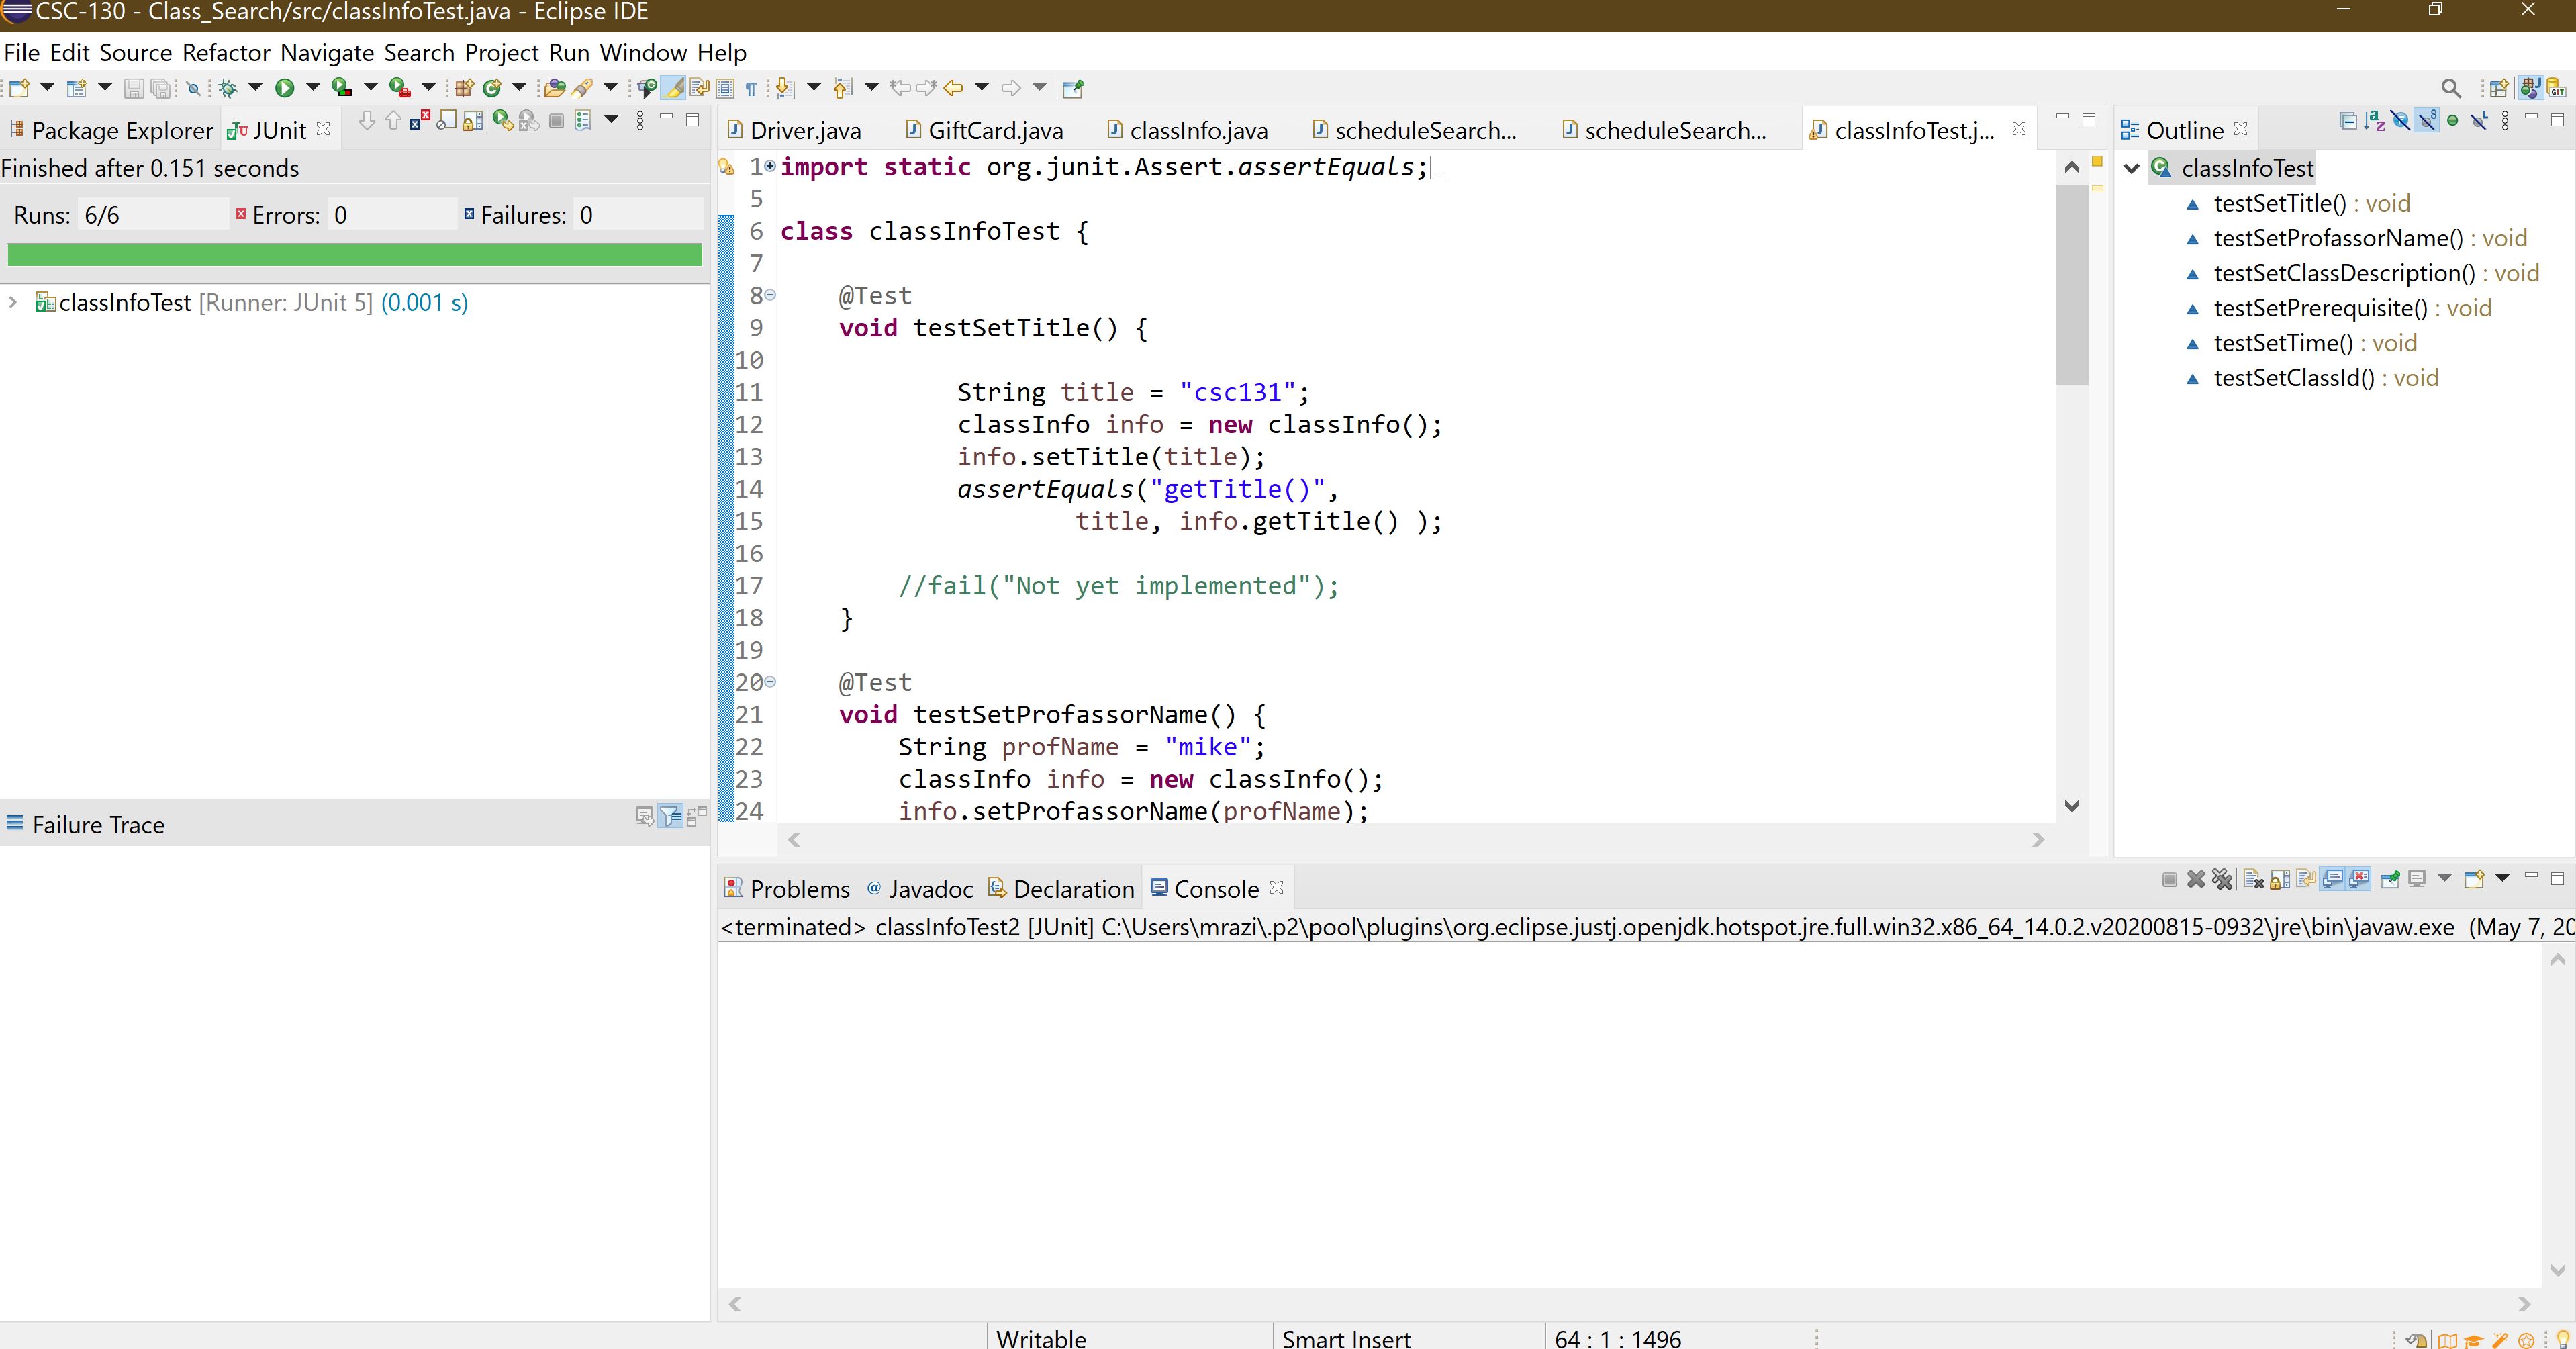 CSC-130 - Class_Search/src/classInfoTest.java - Eclipse IDE
File Edit Source Refactor Navigate Search Project Run Window Help
Package Explorer JUnit
Finished after 0.151 seconds
Runs: 6/6 Errors: 0 Failures: 0
classInfoTest [Runner: JUnit 5] (0.001 s)
Failure Trace
Driver.java GiftCard.java classInfo.java scheduleSearch... scheduleSearch... classInfoTest.j...
1 import static org.junit.Assert.assertEquals;
5
6 class classInfoTest {
7
8 @Test
9 void testSetTitle() {
10
11 String title = "csc131";
12 classInfo info = new classInfo();
13 info.setTitle(title);
14 assertEquals("getTitle()",
15 title, info.getTitle() );
16
17 //fail("Not yet implemented");
18 }
19
20 @Test
21 void testSetProfassorName() {
22 String profName = "mike";
23 classInfo info = new classInfo();
24 info.setProfassorName(profName);
Outline
classInfoTest
testSetTitle() : void
testSetProfassorName() : void
testSetClassDescription() : void
testSetPrerequisite() : void
testSetTime() : void
testSetClassId() : void
Problems @ Javadoc Declaration Console
<terminated> classInfoTest2 [JUnit] C:\Users\mrazi\.p2\pool\plugins\org.eclipse.justj.openjdk.hotspot.jre.full.win32.x86_64_14.0.2.v20200815-0932\jre\bin\javaw.exe (May 7, 20
Writable Smart Insert 64 : 1 : 1496